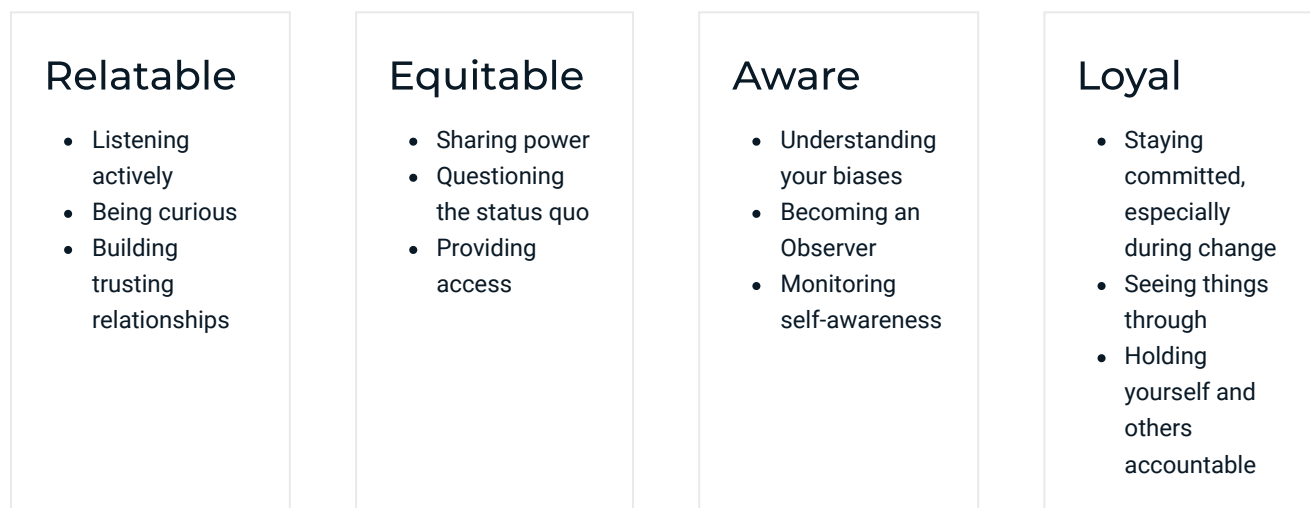 Relatable
• Listening
actively
• Being curious
• Building
trusting
relationships
Equitable
• Sharing power
• Questioning
the status quo
• Providing
access
Aware
• Understanding
your biases
• Becoming an
Observer
• Monitoring
self-awareness
Loyal
• Staying
committed,
especially
during change
• Seeing things
through
• Holding
yourself and
others
accountable